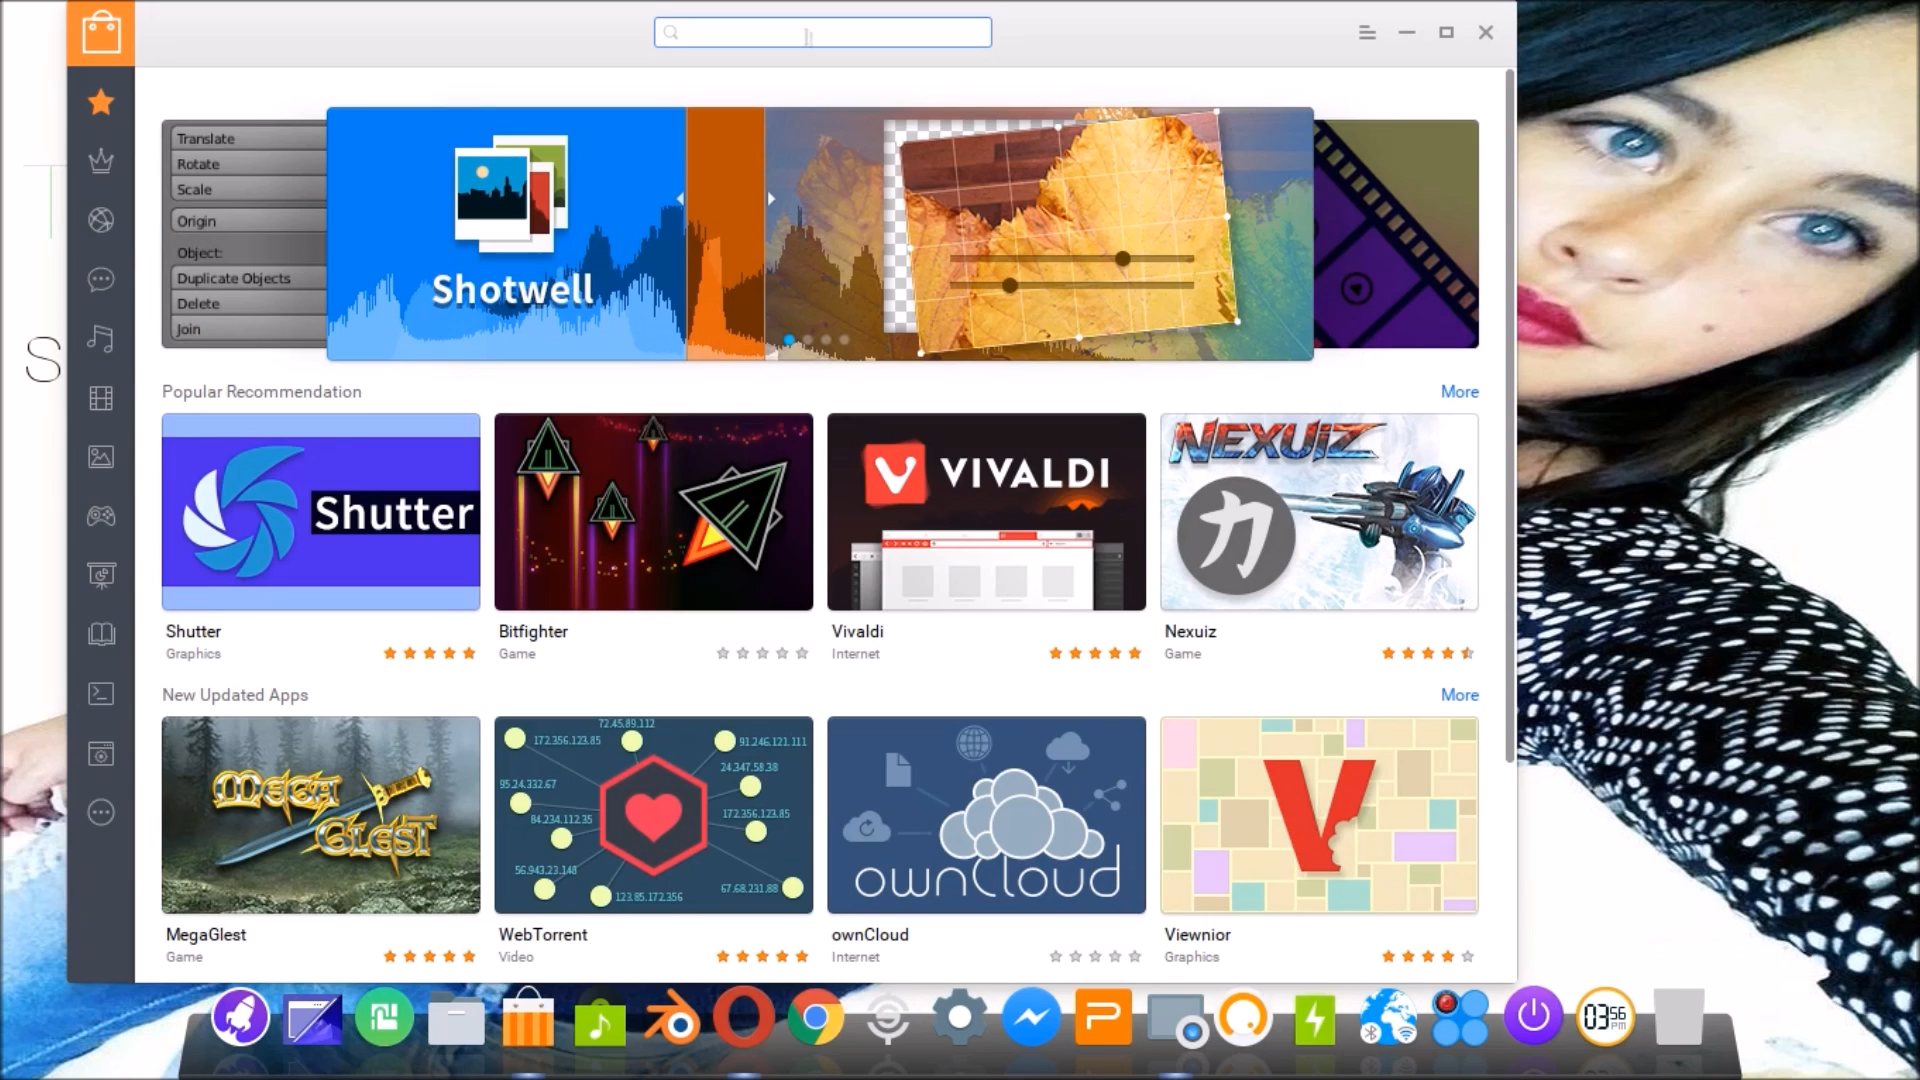 S
Translate
Rotate
Scale
Origin
Object:
Duplicate Objects
Delete
Join
Shotwell
Popular Recommendation
More
Shutter
VIVALDI
NEXUIZ
力
Shutter
Graphics
Bitfighter
Game
Vivaldi
Internet
Nexuiz
Game
New Updated Apps
More
MEGA
GLEST
72.45.89.112
172.356.123.85
91.246.121.111
24.347.58.38
95.24.332.67
172.356.123.85
84.234.112.35
56.943.23.148
67.68.231.88
123.85.172.356
ownCloud
V
MegaGlest
Game
WebTorrent
Video
ownCloud
Internet
Viewnior
Graphics
03:56
PM